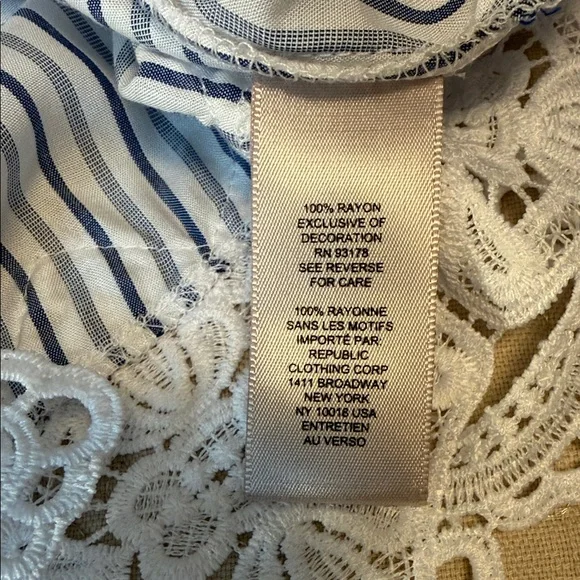 100% RAYON
EXCLUSIVE OF
DECORATION
RN 93178
SEE REVERSE
FOR CARE
100% RAYONNE
SANS LES MOTIFS
IMPORTÉ PAR:
REPUBLIC
CLOTHING CORP
1411 BROADWAY
NEW YORK
NY 10018 USA
ENTRETIEN
AU VERSO